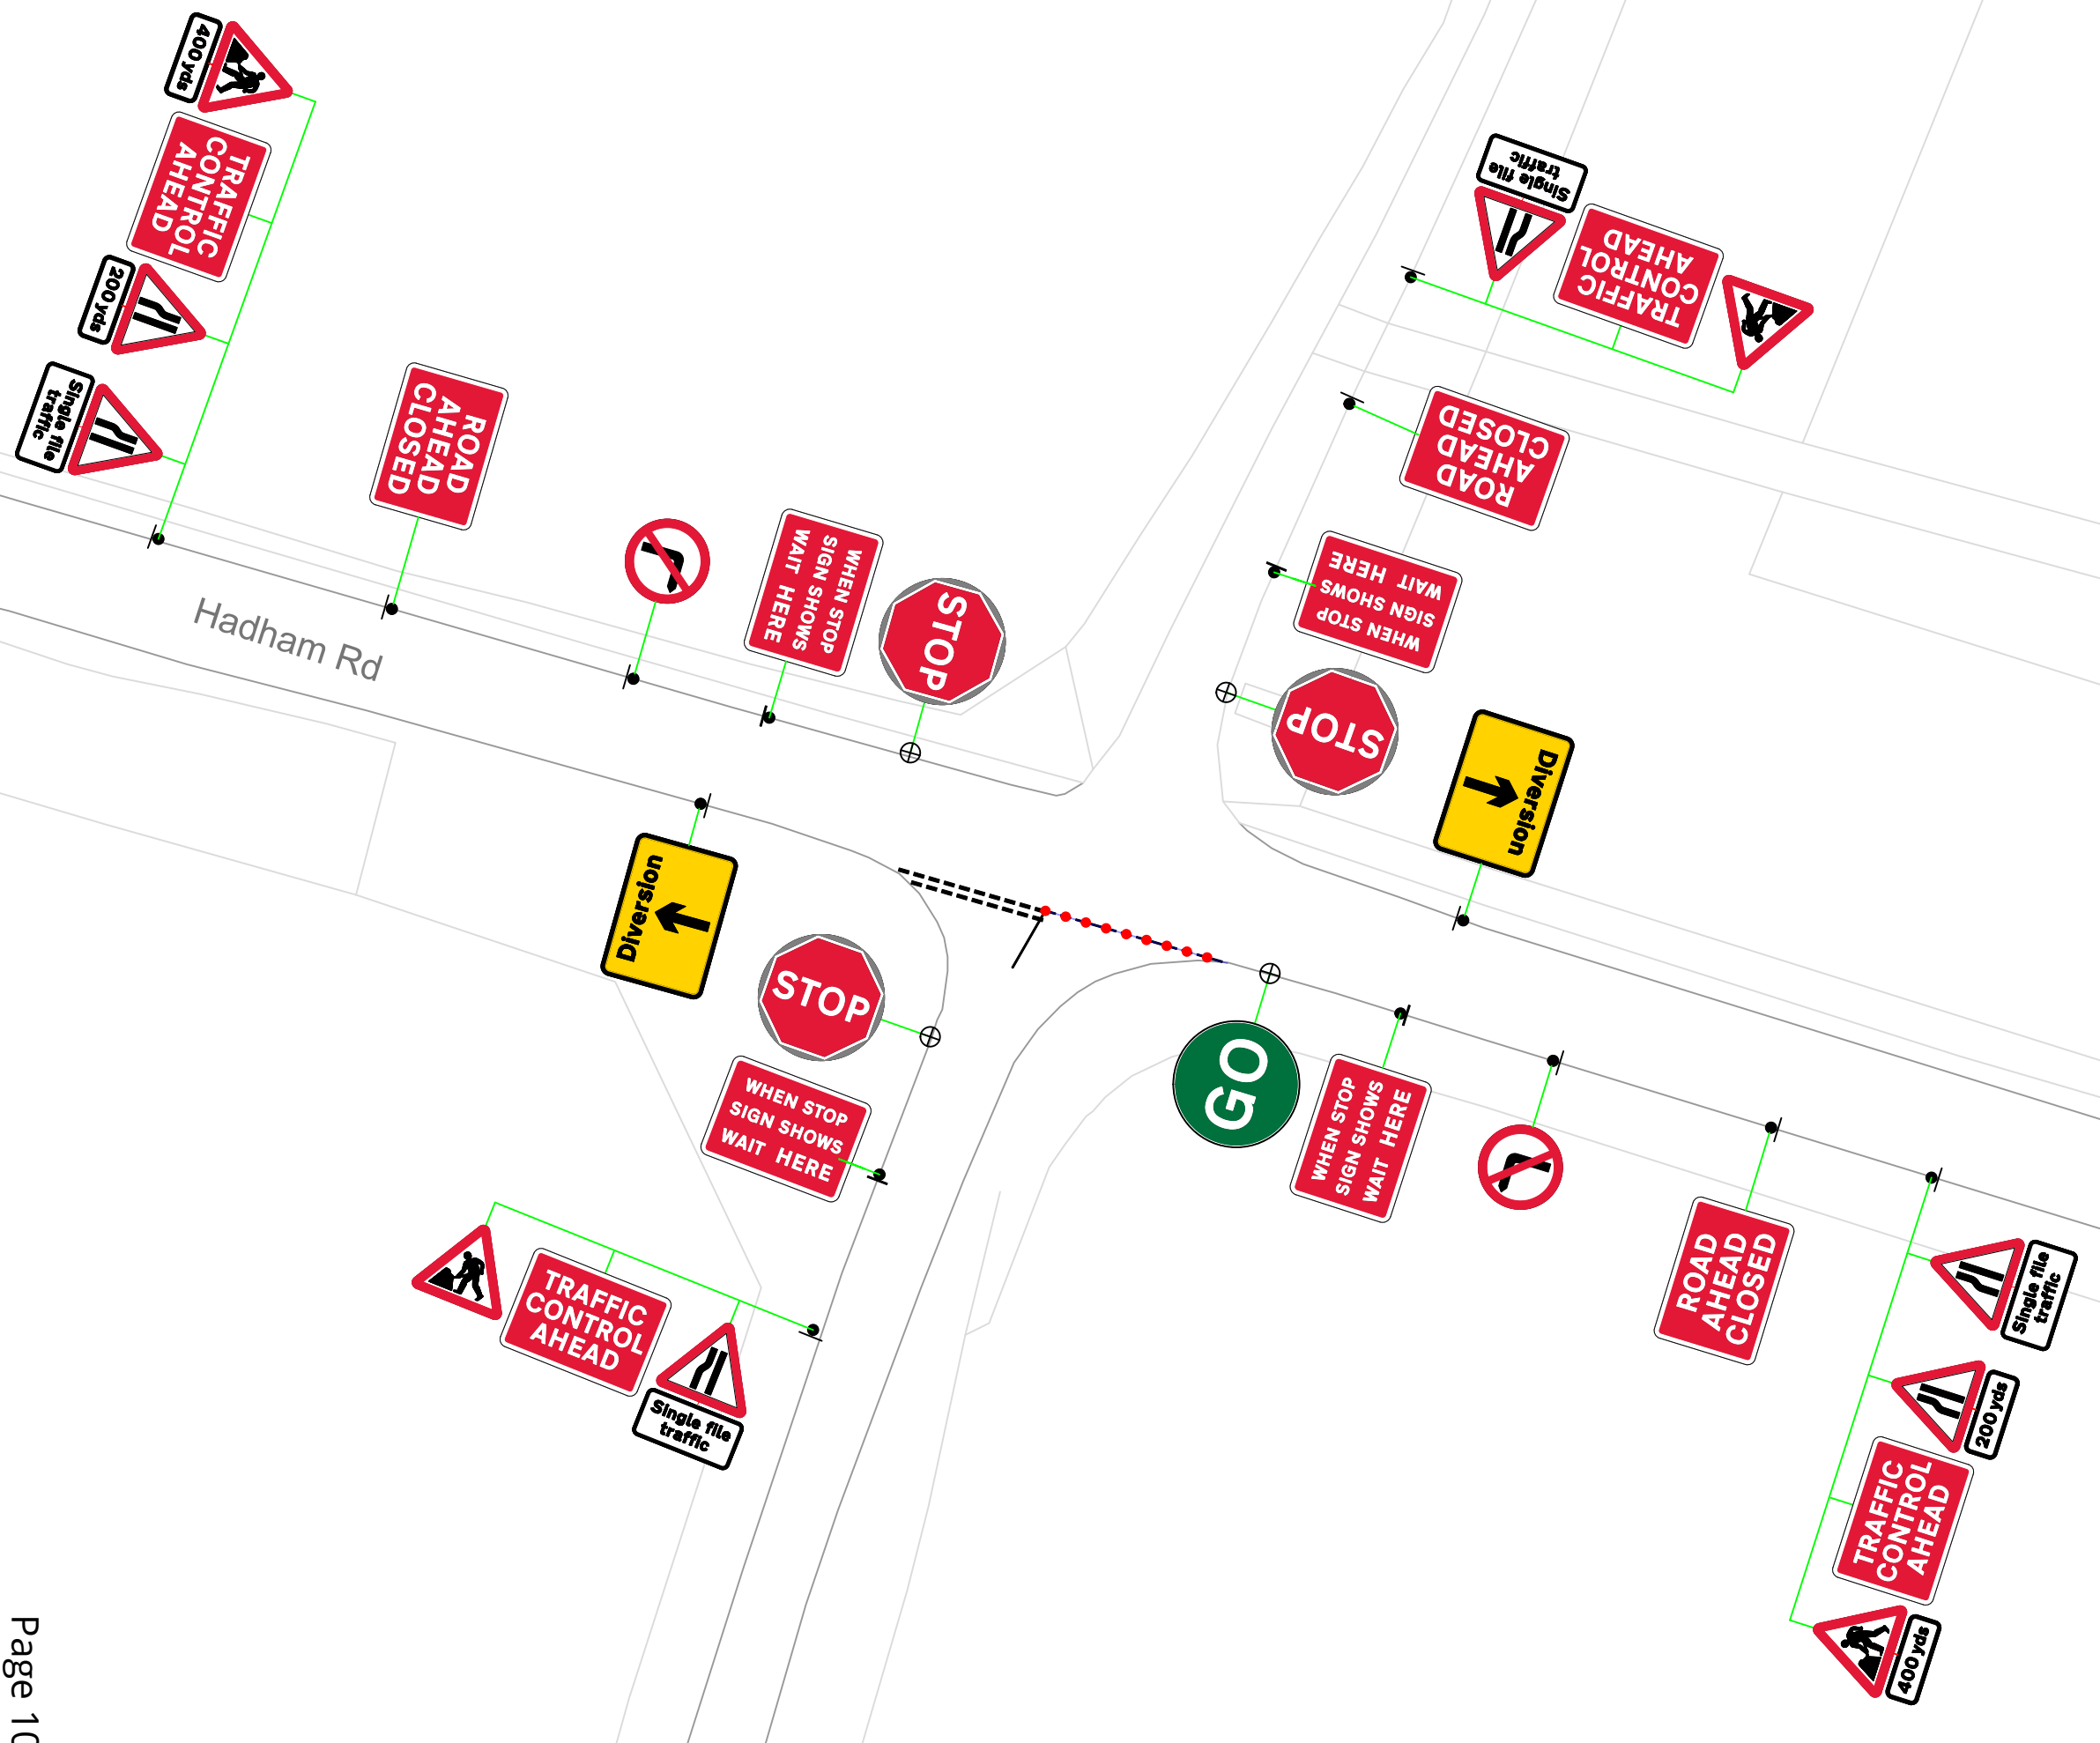 400 yds
TRAFFIC
CONTROL
AHEAD
200 yds
Single file
traffic
ROAD
AHEAD
CLOSED
WHEN STOP
SIGN SHOWS
WAIT HERE
STOP
Hadham Rd
Single file
traffic
TRAFFIC
CONTROL
AHEAD
ROAD
AHEAD
CLOSED
WHEN STOP
SIGN SHOWS
WAIT HERE
STOP
Diversion
Diversion
STOP
WHEN STOP
SIGN SHOWS
WAIT HERE
TRAFFIC
CONTROL
AHEAD
Single file
traffic
GO
WHEN STOP
SIGN SHOWS
WAIT HERE
ROAD
AHEAD
CLOSED
Single file
traffic
200 yds
TRAFFIC
CONTROL
AHEAD
400 yds
Page 10